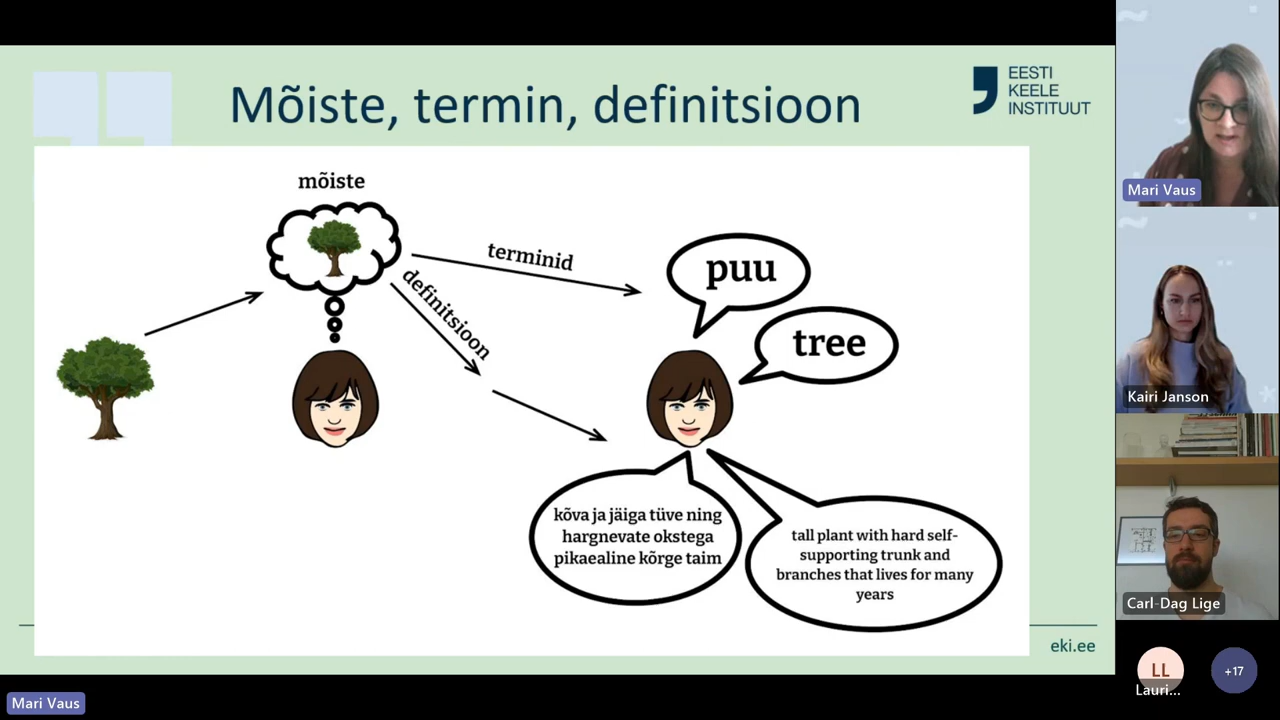 Mõiste, termin, definitsioon
EESTI
KEELE
INSTITUUT
mõiste
terminid
definitsioon
puu
tree
kõva ja jäiga tüve ning
hargnevate okstega
pikaealine kõrge taim
tall plant with hard self-
supporting trunk and
branches that lives for many
years
eki.ee
Mari Vaus
Mari Vaus
Kairi Janson
Carl-Dag Lige
LL
Lauri...
+17